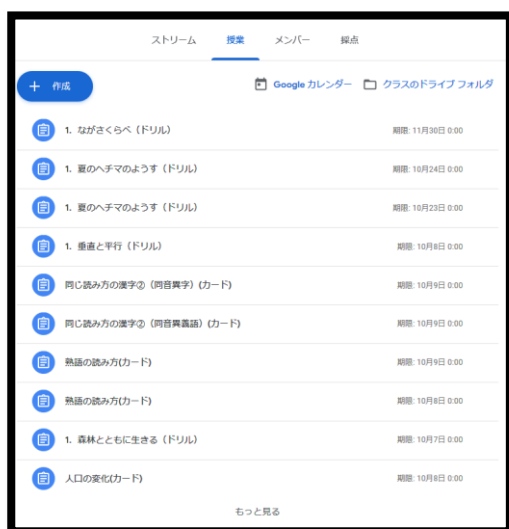 ストリーム 授業 メンバー 採点
+ 作成 Google カレンダー クラスのドライブ フォルダ
1. ながさくらべ（ドリル） 期限: 11月30日 0:00
1. 夏のヘチマのようす（ドリル） 期限: 10月24日 0:00
1. 夏のヘチマのようす（ドリル） 期限: 10月23日 0:00
1. 垂直と平行（ドリル） 期限: 10月8日 0:00
同じ読み方の漢字②（同音異字）(カード) 期限: 10月9日 0:00
同じ読み方の漢字②（同音異義語）(カード) 期限: 10月9日 0:00
熟語の読み方(カード) 期限: 10月9日 0:00
熟語の読み方(カード) 期限: 10月8日 0:00
1. 森林とともに生きる（ドリル） 期限: 10月7日 0:00
人口の変化(カード) 期限: 10月8日 0:00
もっと見る